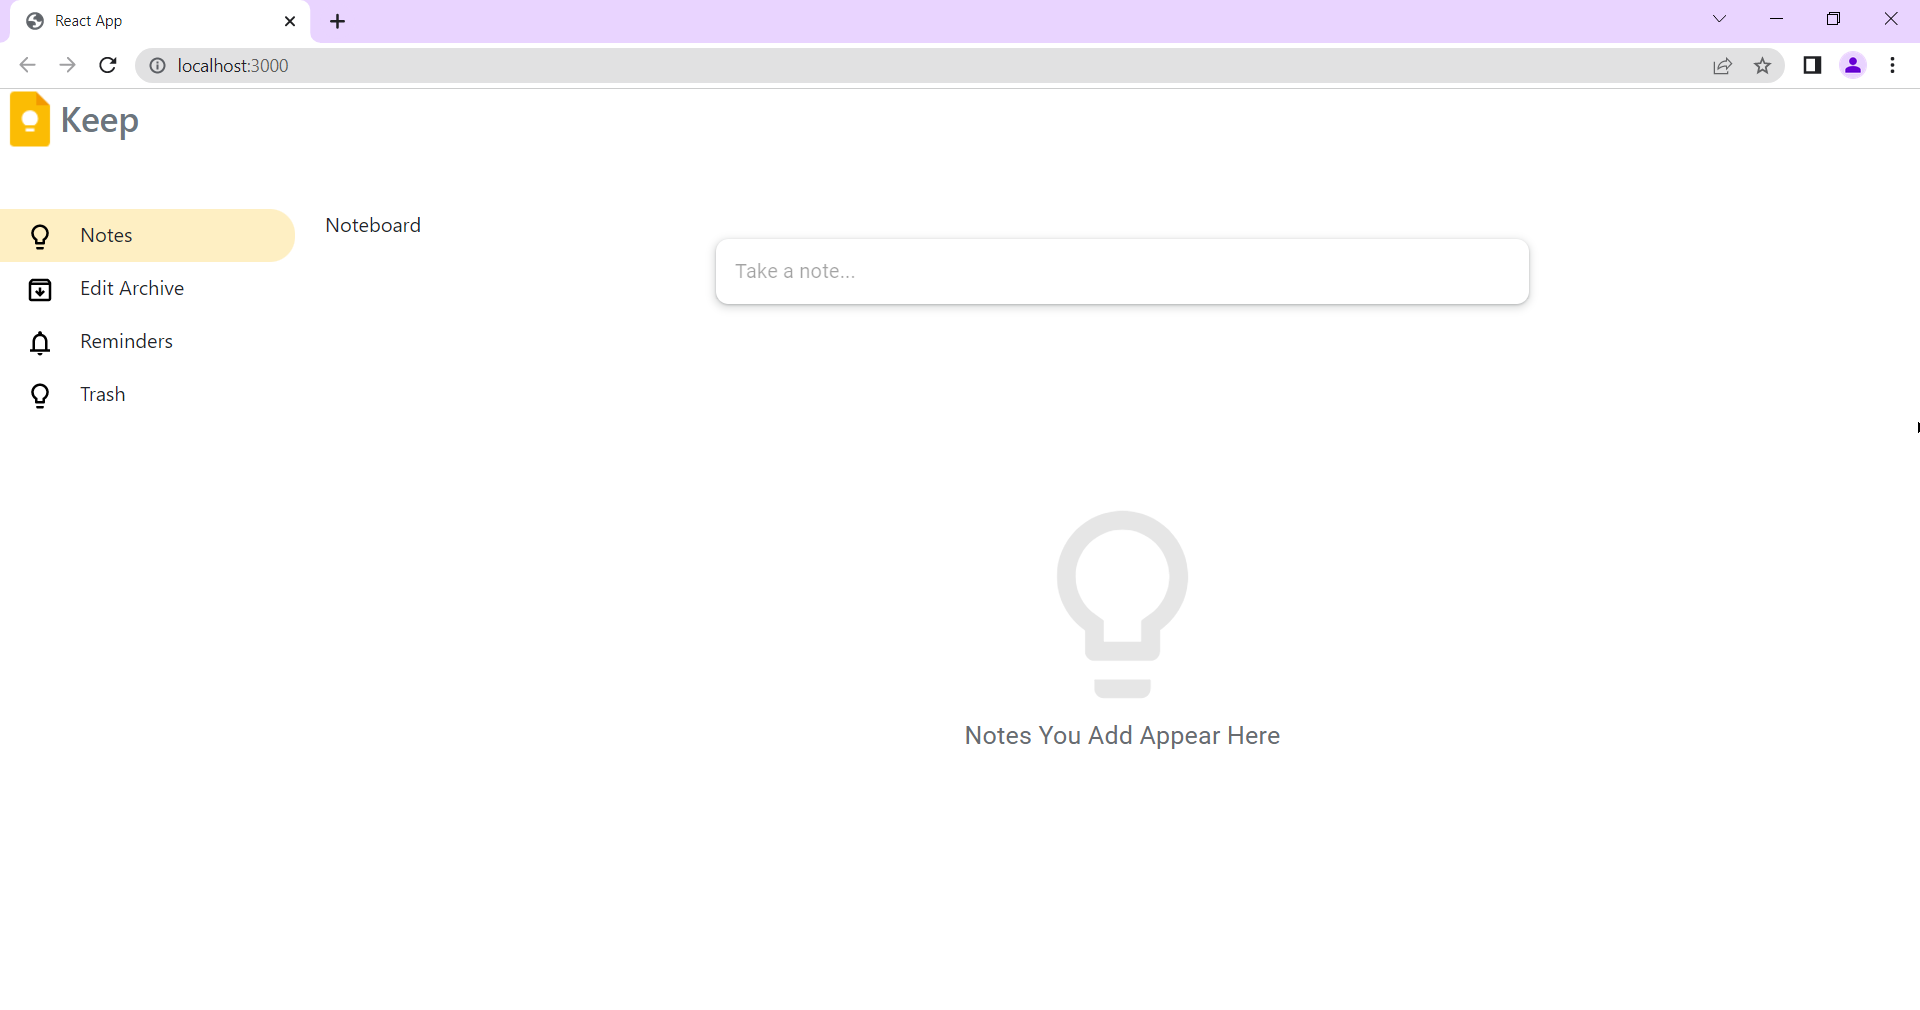 React App
localhost:3000
Keep
Notes
Edit Archive
Reminders
Trash
Noteboard
Take a note...
Notes You Add Appear Here